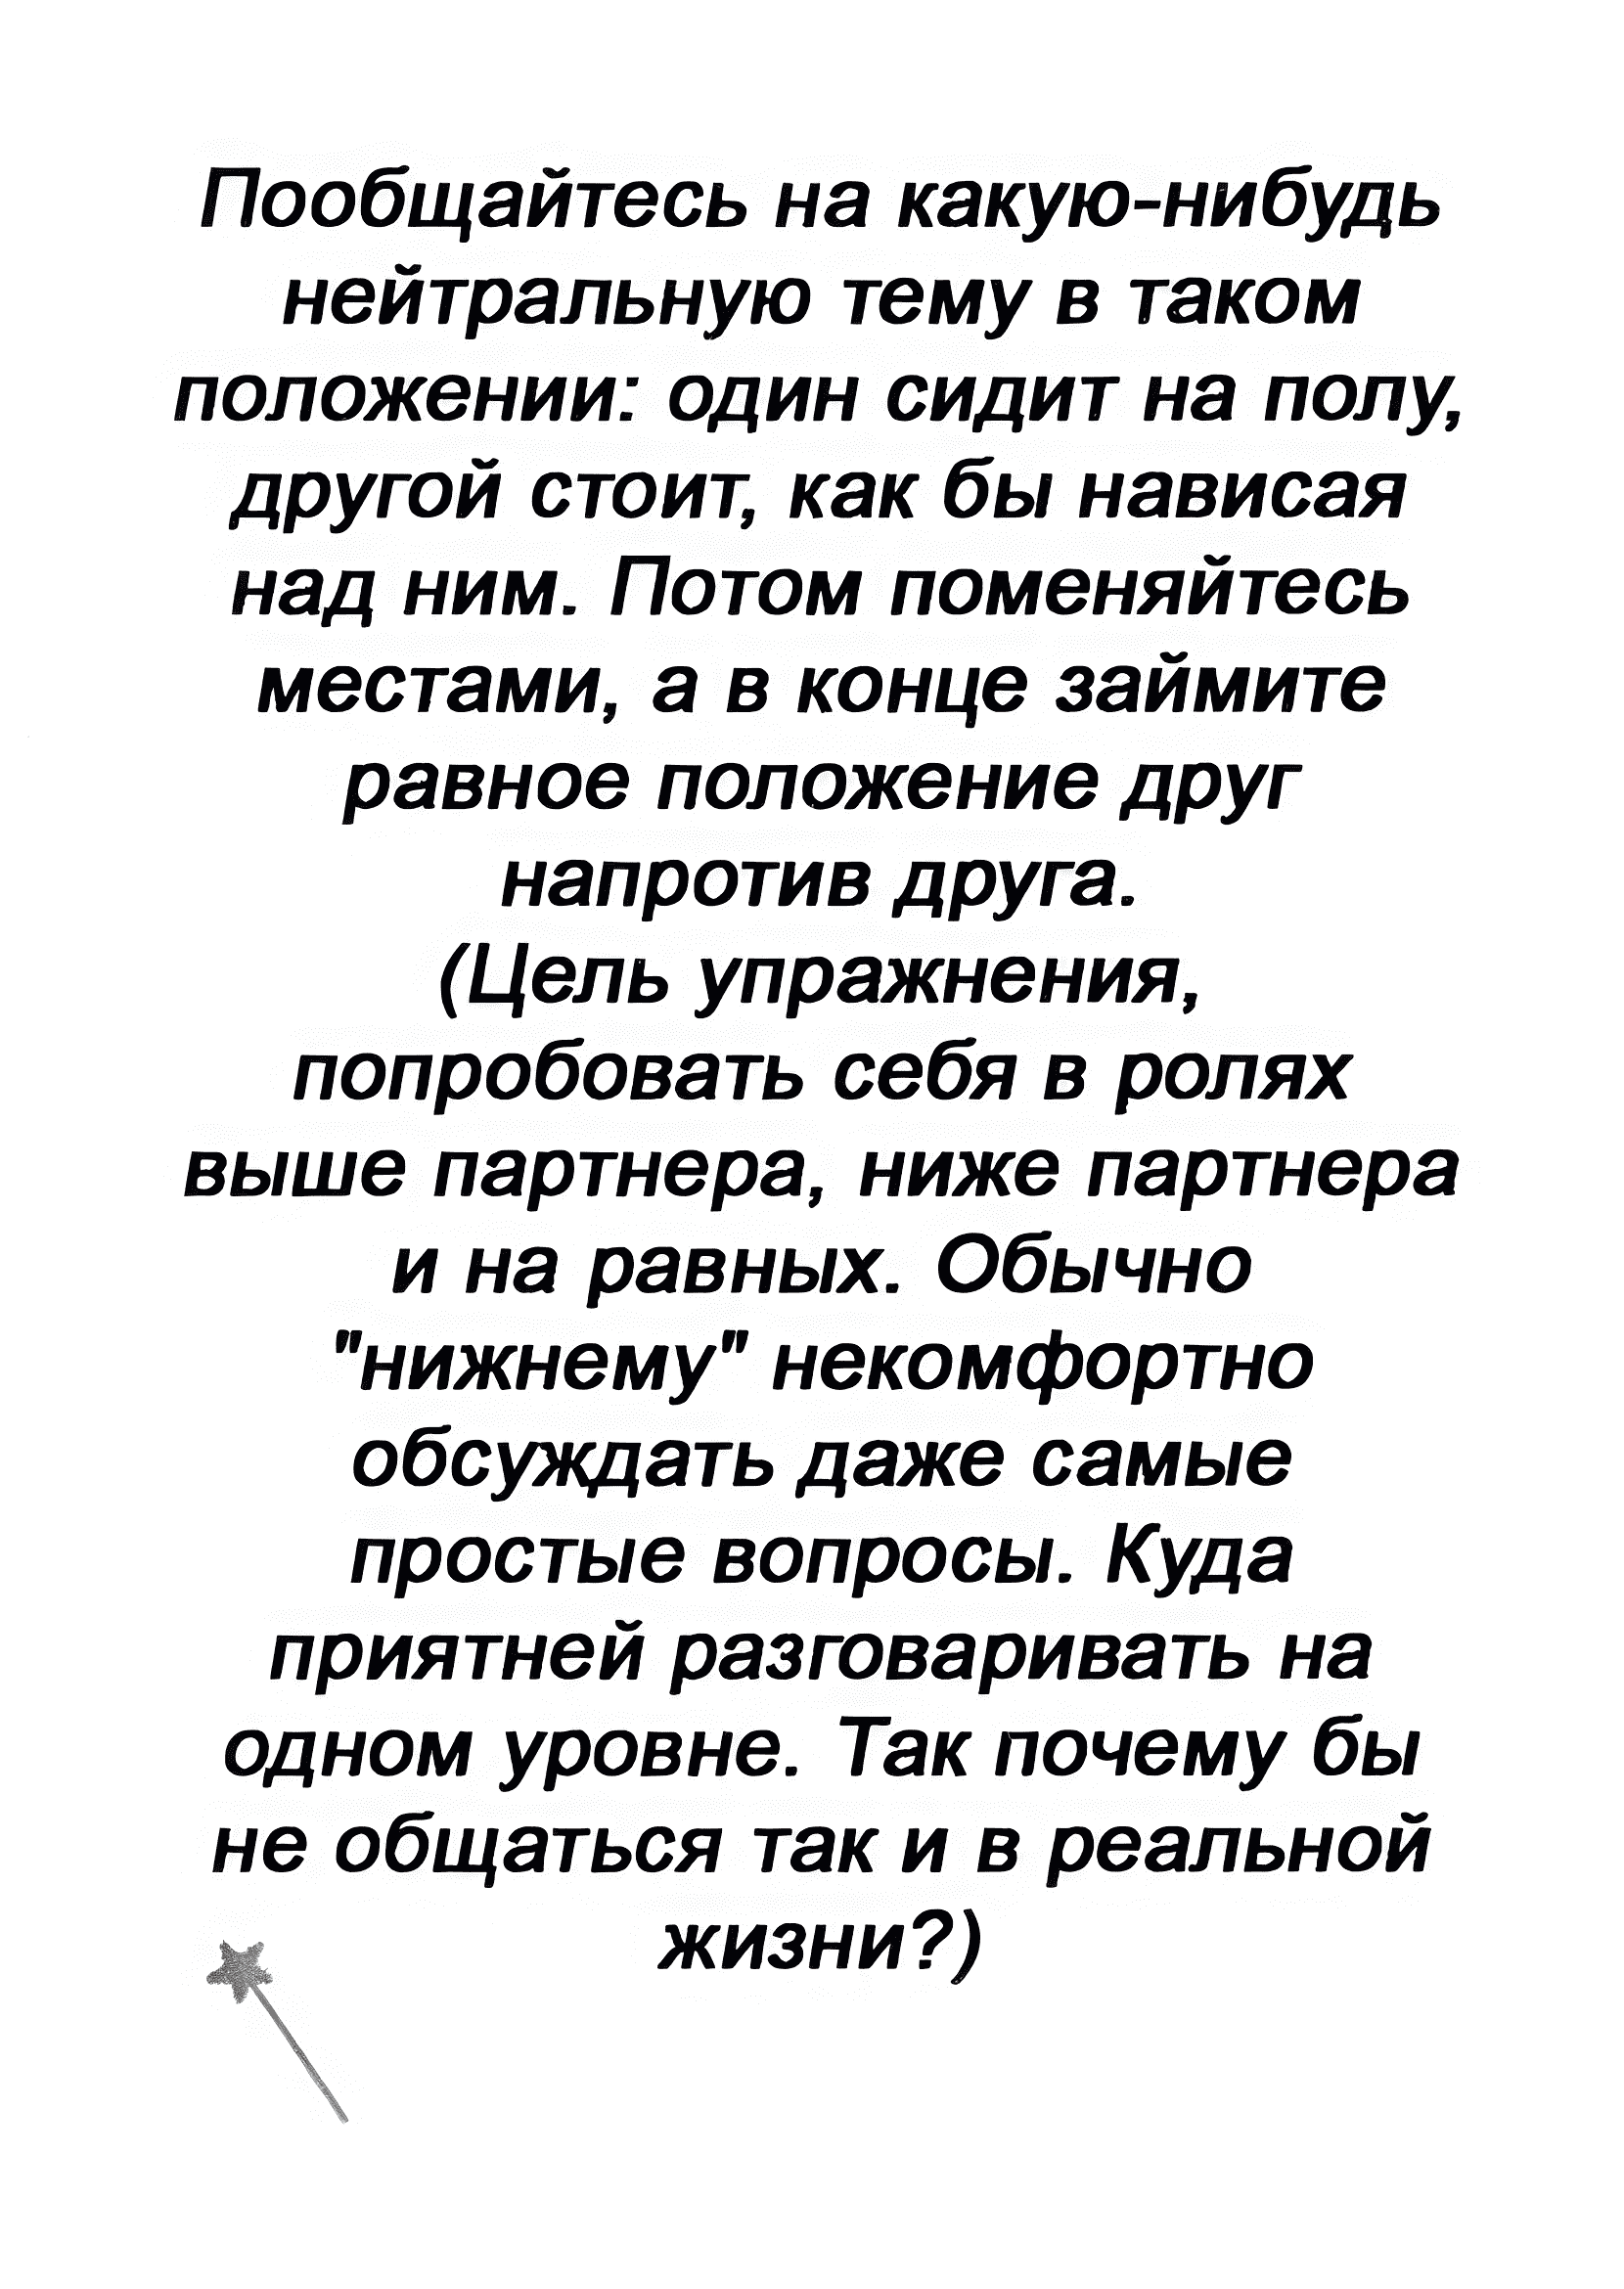 Пообщайтесь на какую-нибудь
нейтральную тему в таком
положении: один сидит на полу,
другой стоит, как бы нависая
над ним. Потом поменяйтесь
местами, а в конце займите
равное положение друг
напротив друга.
(Цель упражнения,
попробовать себя в ролях
выше партнера, ниже партнера
и на равных. Обычно
"нижнему" некомфортно
обсуждать даже самые
простые вопросы. Куда
приятней разговаривать на
одном уровне. Так почему бы
не общаться так и в реальной
жизни?)